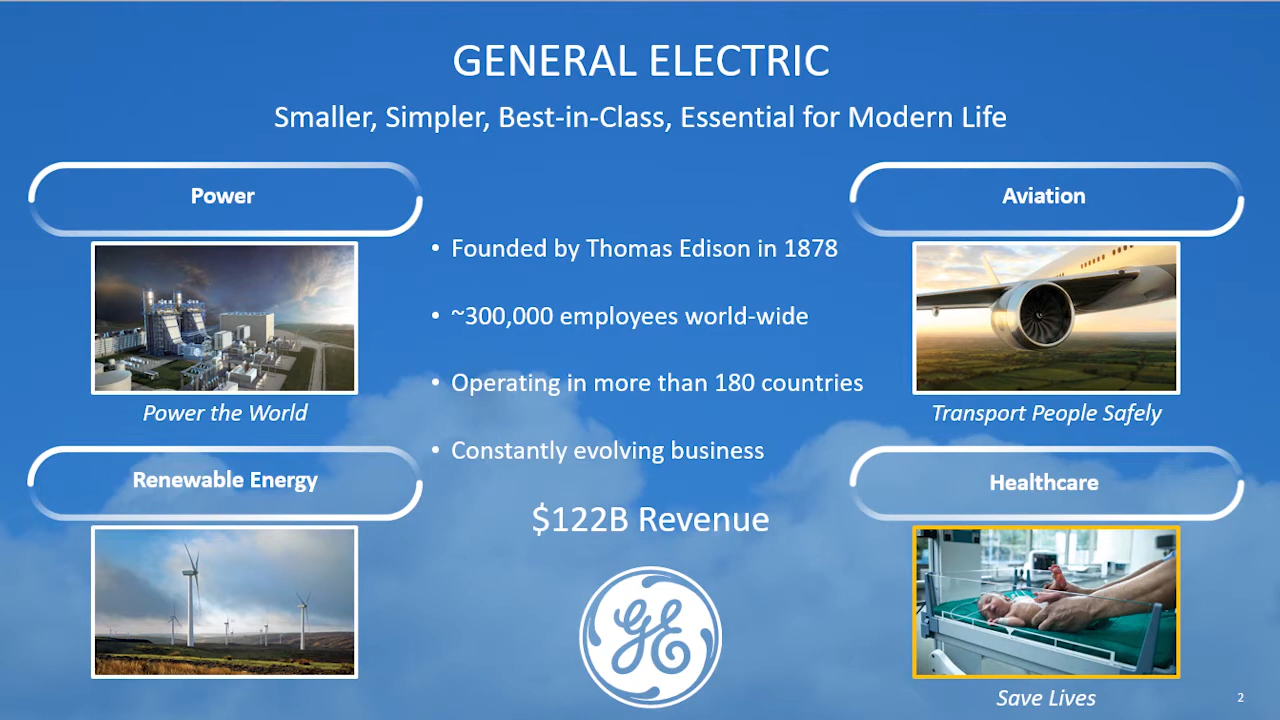 GENERAL ELECTRIC
Smaller, Simpler, Best-in-Class, Essential for Modern Life
Power
Power the World
Renewable Energy
• Founded by Thomas Edison in 1878
• ~300,000 employees world-wide
• Operating in more than 180 countries
• Constantly evolving business
$122B Revenue
GE
Aviation
Transport People Safely
Healthcare
Save Lives
2